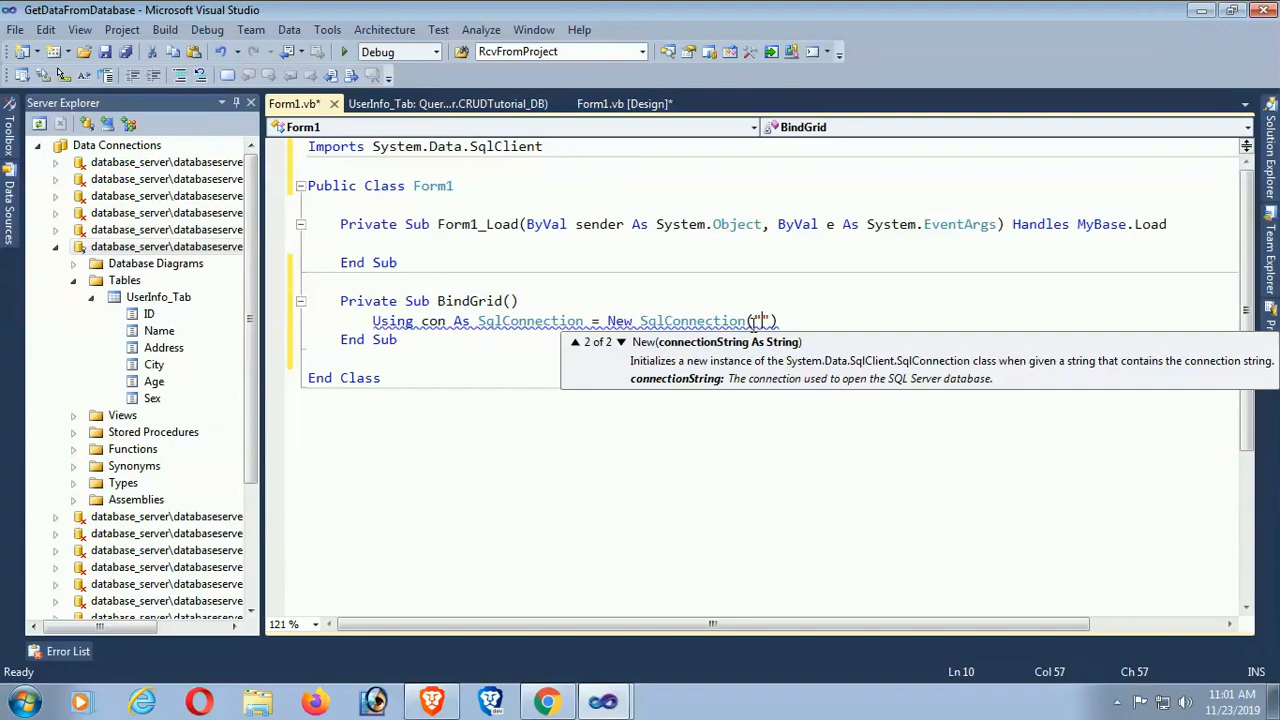 GetDataFromDatabase - Microsoft Visual Studio
File Edit View Project Build Debug Team Data Tools Architecture Test Analyze Window Help
Debug RcvFromProject
Server Explorer
Form1.vb* UserInfo_Tab: Quer...r.CRUDTutorial_DB) Form1.vb [Design]*
Form1 BindGrid
Toolbox
Data Sources
Data Connections
database_server\databaseserve
database_server\databaseserve
database_server\databaseserve
database_server\databaseserve
database_server\databaseserve
database_server\databaseserve
Database Diagrams
Tables
UserInfo_Tab
ID
Name
Address
City
Age
Sex
Views
Stored Procedures
Functions
Synonyms
Types
Assemblies
database_server\databaseserve
database_server\databaseserve
database_server\databaseserve
database_server\databaseserve
database_server\databaseserve
database_server\databaseserve
database_server\databaseserve
Imports System.Data.SqlClient
Public Class Form1
Private Sub Form1_Load(ByVal sender As System.Object, ByVal e As System.EventArgs) Handles MyBase.Load
End Sub
Private Sub BindGrid()
Using con As SqlConnection = New SqlConnection("")
End Sub
End Class
2 of 2 New(connectionString As String)
Initializes a new instance of the System.Data.SqlClient.SqlConnection class when given a string that contains the connection string.
connectionString: The connection used to open the SQL Server database.
Solution Explorer
Team Explorer
121 %
Error List
Ready Ln 10 Col 57 Ch 57 INS
dev
11:01 AM
11/23/2019